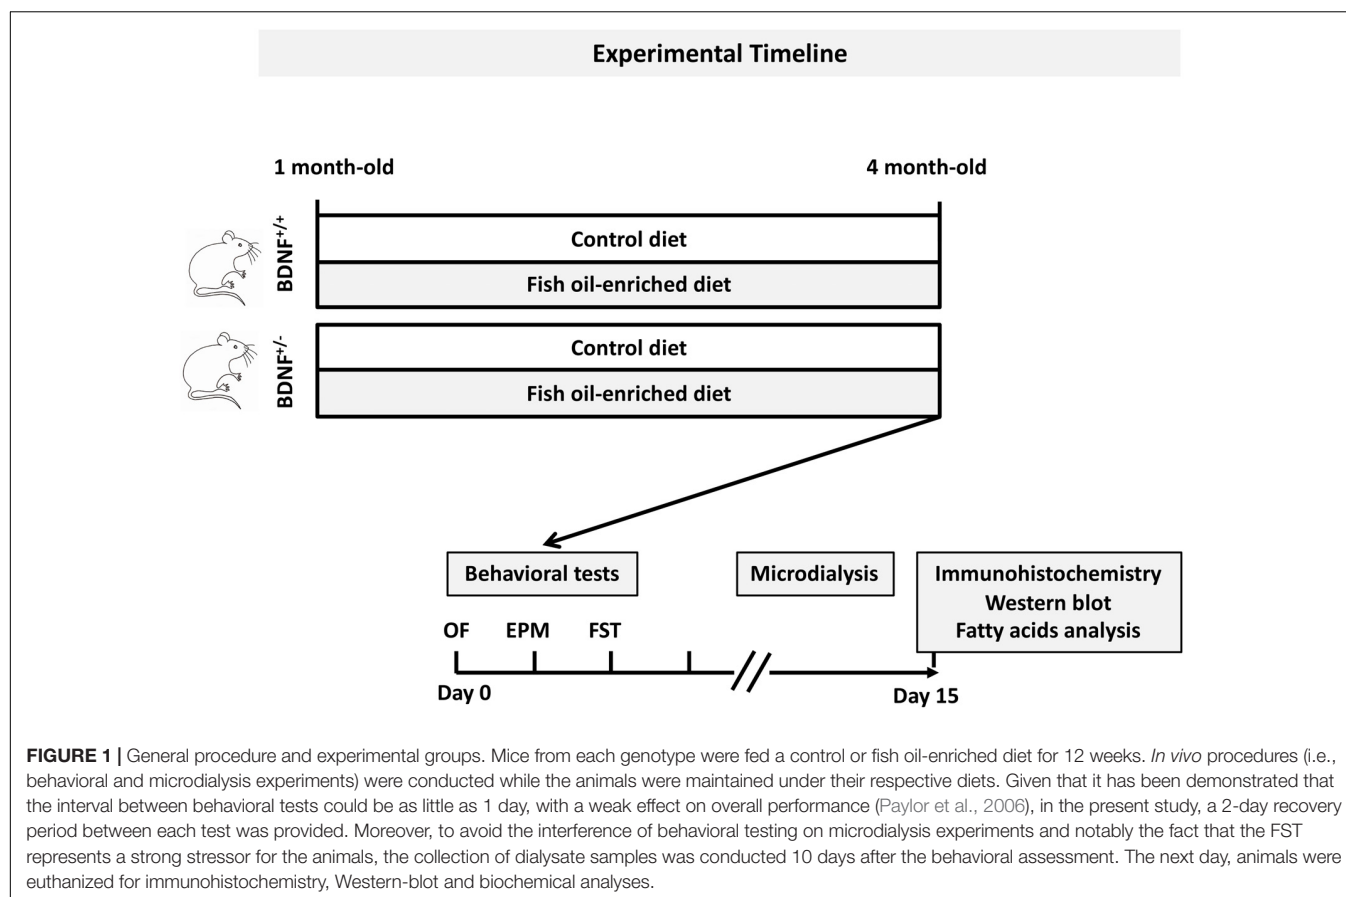 Experimental Timeline
1 month-old
4 month-old
BDNF+/+
Control diet
Fish oil-enriched diet
BDNF+/-
Control diet
Fish oil-enriched diet
Behavioral tests
Microdialysis
Immunohistochemistry
Western blot
Fatty acids analysis
OF EPM FST
Day 0
Day 15
FIGURE 1 | General procedure and experimental groups. Mice from each genotype were fed a control or fish oil-enriched diet for 12 weeks. In vivo procedures (i.e.,
behavioral and microdialysis experiments) were conducted while the animals were maintained under their respective diets. Given that it has been demonstrated that
the interval between behavioral tests could be as little as 1 day, with a weak effect on overall performance (Paylor et al., 2006), in the present study, a 2-day recovery
period between each test was provided. Moreover, to avoid the interference of behavioral testing on microdialysis experiments and notably the fact that the FST
represents a strong stressor for the animals, the collection of dialysate samples was conducted 10 days after the behavioral assessment. The next day, animals were
euthanized for immunohistochemistry, Western-blot and biochemical analyses.